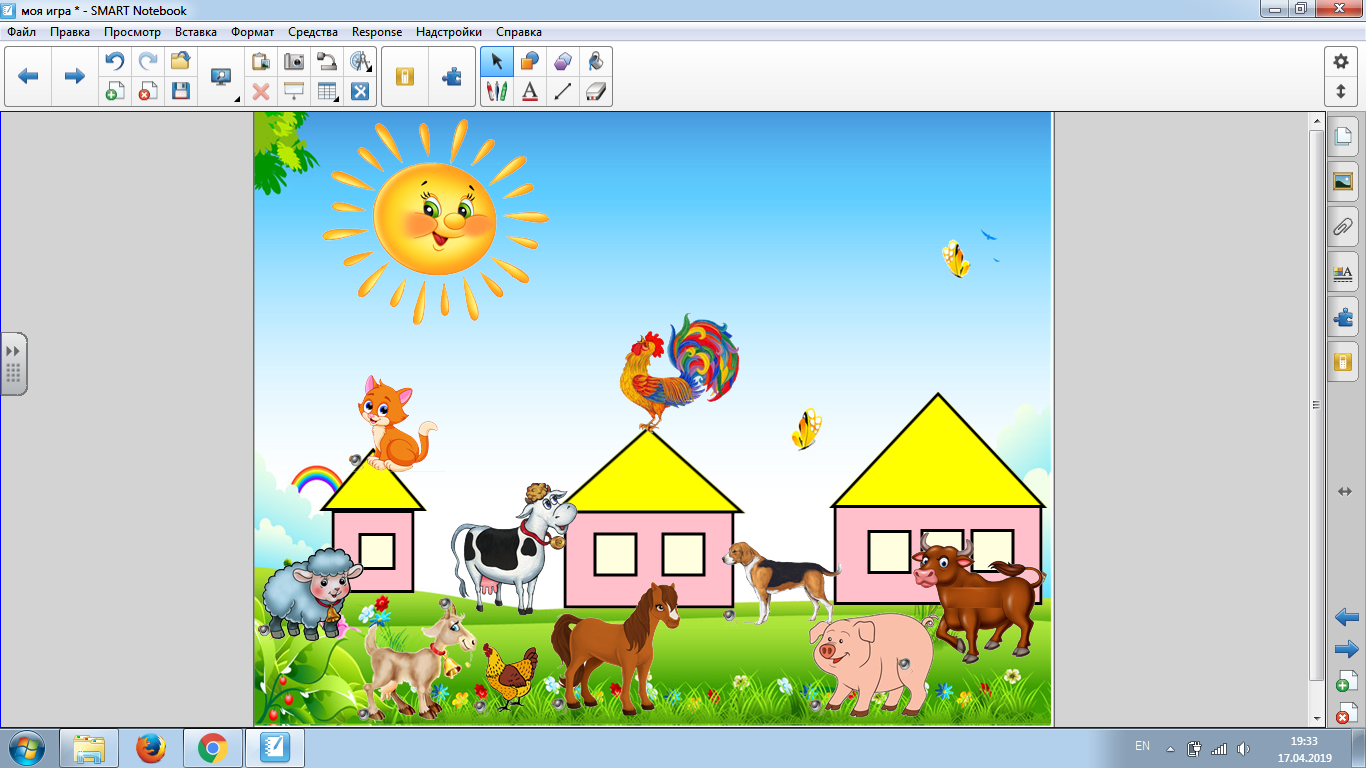 моя игра * - SMART Notebook
Файл Правка Просмотр Вставка Формат Средства Response Надстройки Справка
EN
19:33
17.04.2019